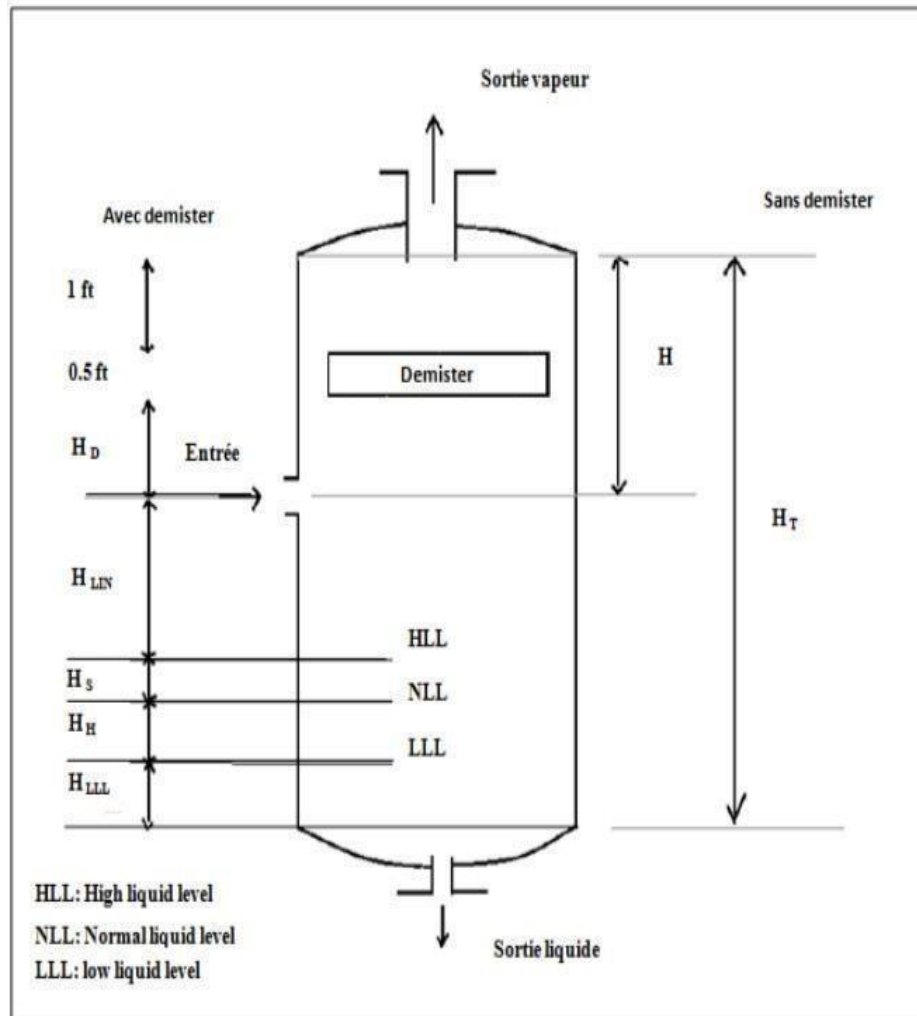 Sortie vapeur
Avec demister
Sans demister
1 ft
0.5 ft
Demister
H
H D
Entrée
H T
H LIN
HLL
H S
NLL
H H
LLL
H LLL
HLL: High liquid level
NLL: Normal liquid level
LLL: low liquid level
Sortie liquide